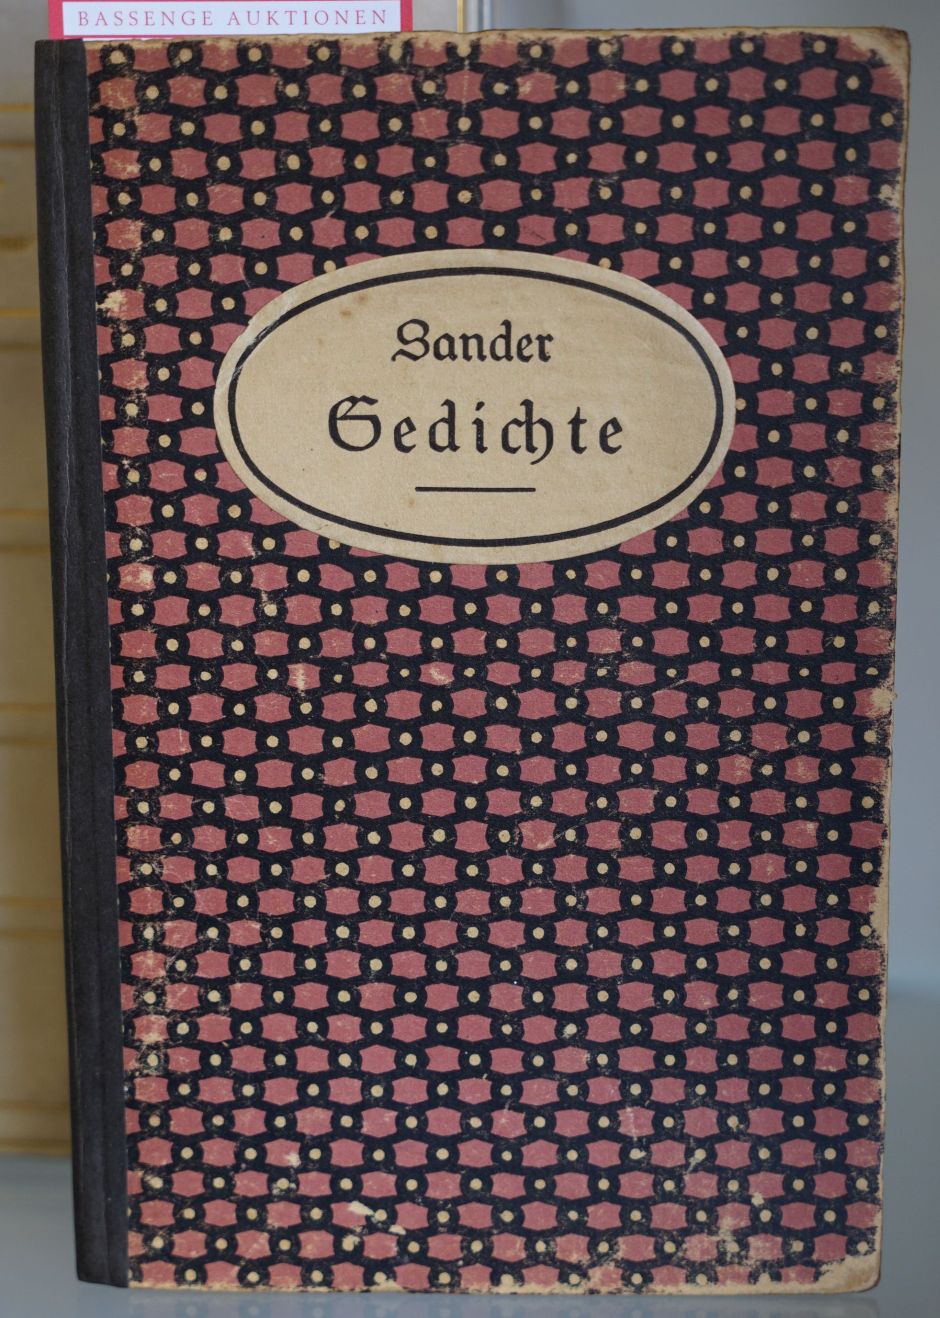 BASSENGE AUKTIONEN
Sander
Gedichte